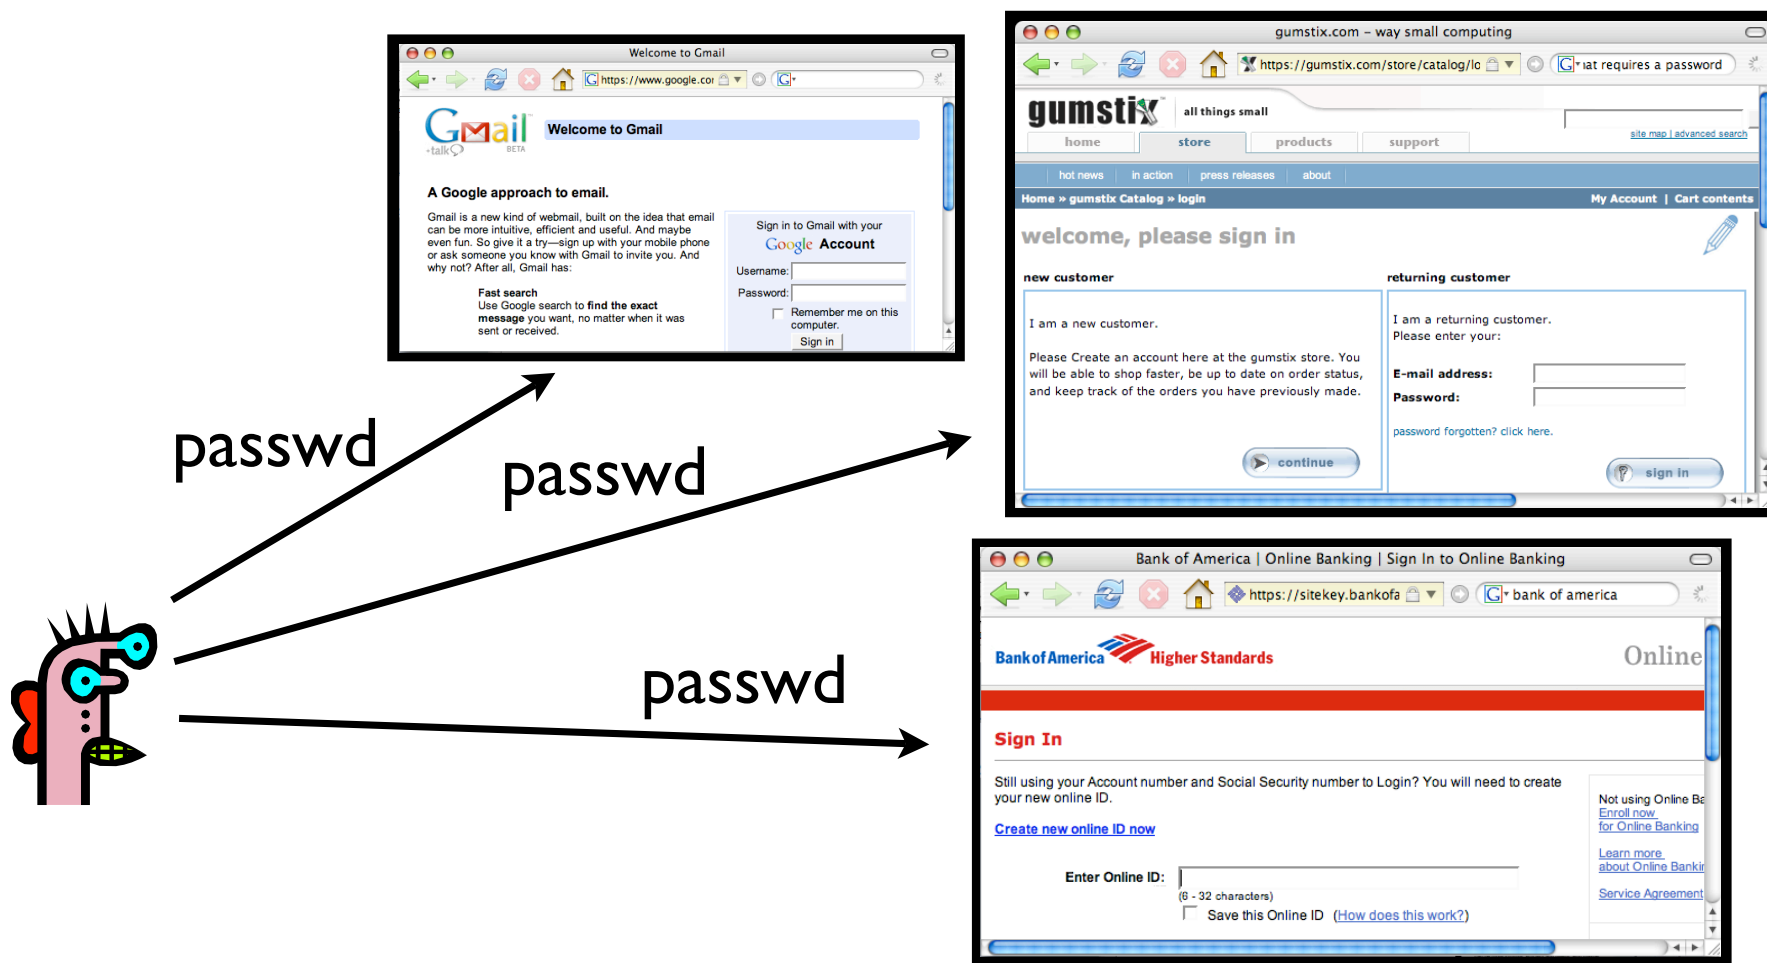 Welcome to Gmail
https://www.google.cor
G
Gmail
talk
BETA
Welcome to Gmail
A Google approach to email.
Gmail is a new kind of webmail, built on the idea that email
can be more intuitive, efficient and useful. And maybe
even fun. So give it a try—sign up with your mobile phone
or ask someone you know with Gmail to invite you. And
why not? After all, Gmail has:
Fast search
Use Google search to find the exact
message you want, no matter when it was
sent or received.
Sign in to Gmail with your
Google Account
Username:
Password:
Remember me on this
computer.
Sign in
gumstix.com – way small computing
https://gumstix.com/store/catalog/lo
G
at requires a password
gumstix
all things small
site map | advanced search
home
store
products
support
hot news
in action
press releases
about
Home » gumstix Catalog » login
My Account | Cart contents
welcome, please sign in
new customer
I am a new customer.
Please Create an account here at the gumstix store. You
will be able to shop faster, be up to date on order status,
and keep track of the orders you have previously made.
continue
returning customer
I am a returning customer.
Please enter your:
E-mail address:
Password:
password forgotten? click here.
sign in
passwd
passwd
passwd
Bank of America | Online Banking | Sign In to Online Banking
https://sitekey.bankofa
G
bank of america
Bank of America
Higher Standards
Online
Sign In
Still using your Account number and Social Security number to Login? You will need to create
your new online ID.
Create new online ID now
Enter Online ID:
(6 - 32 characters)
Save this Online ID (How does this work?)
Not using Online Ba
Enroll now
for Online Banking
Learn more
about Online Bankin
Service Agreement